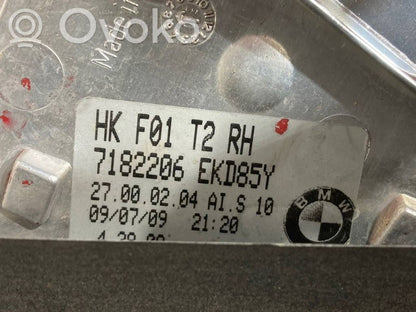 OVOKO
Made in
HK F01 T2 RH
7182206 EKD85Y
27.00.02.04 AI.S 10
09/07/09 21:20
BMW